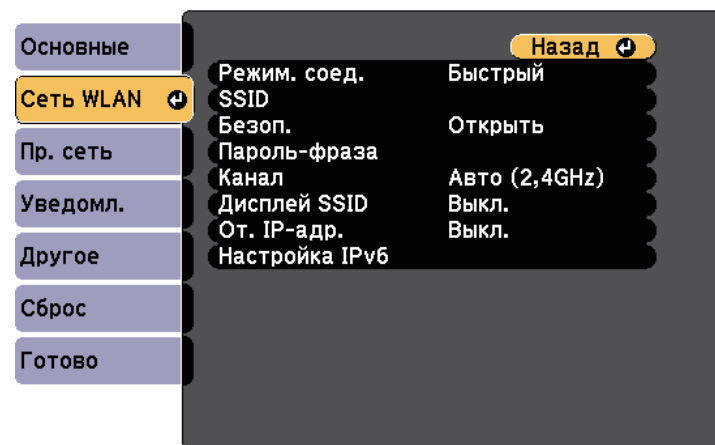 Основные
Сеть WLAN
Пр. сеть
Уведомл.
Другое
Сброс
Готово
Назад
Режим. соед. Быстрый
SSID
Безоп. Открыть
Пароль-фраза
Канал Авто (2,4GHz)
Дисплей SSID Выкл.
От. IP-адр. Выкл.
Настройка IPv6